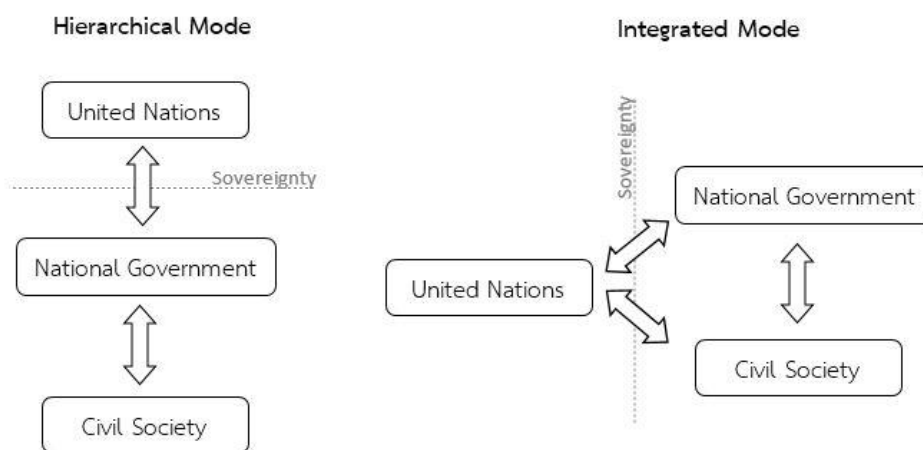 Hierarchical Mode
United Nations
Sovereignty
National Government
Civil Society
Integrated Mode
Sovereignty
National Government
United Nations
Civil Society